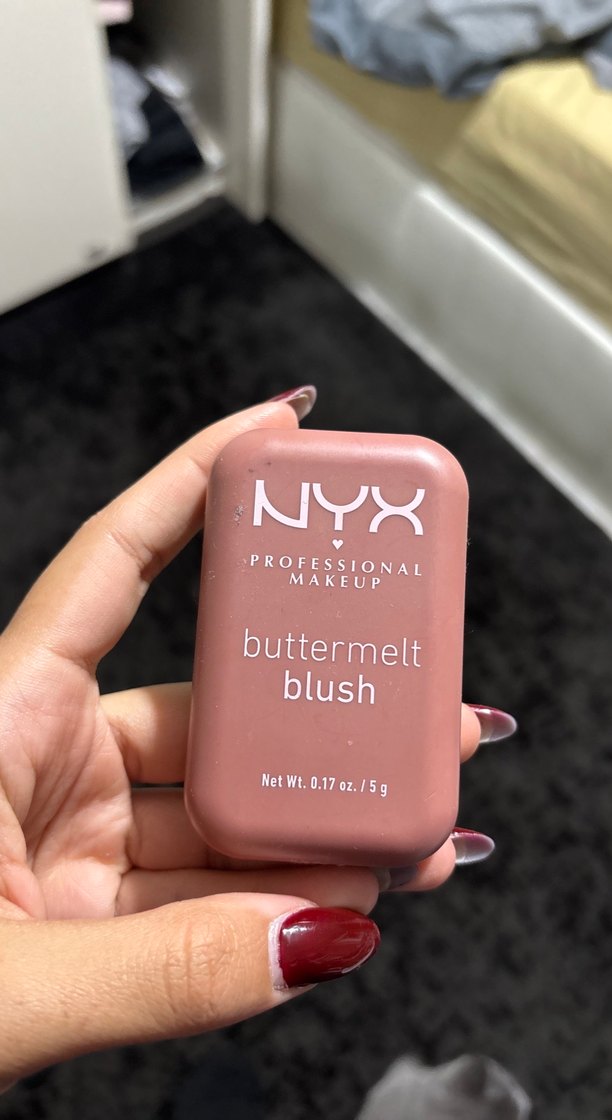 NYX
PROFESSIONAL
MAKEUP
buttermelt
blush
Net Wt. 0.17 oz. / 5 g